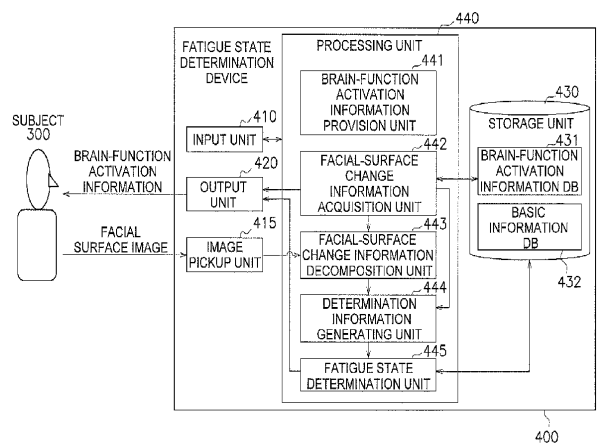 440
FATIGUE STATE
DETERMINATION
DEVICE
PROCESSING UNIT
441
BRAIN-FUNCTION
ACTIVATION
INFORMATION
PROVISION UNIT
430
STORAGE UNIT
431
BRAIN-FUNCTION
ACTIVATION
INFORMATION DB
BASIC
INFORMATION
DB
432
SUBJECT
300
410
INPUT UNIT
442
FACIAL-SURFACE
CHANGE
INFORMATION
ACQUISITION UNIT
BRAIN-FUNCTION
ACTIVATION
INFORMATION
420
OUTPUT
UNIT
FACIAL
SURFACE IMAGE
415
IMAGE
PICKUP UNIT
443
FACIAL-SURFACE
CHANGE INFORMATION
DECOMPOSITION UNIT
444
DETERMINATION
INFORMATION
GENERATING UNIT
445
FATIGUE STATE
DETERMINATION UNIT
400